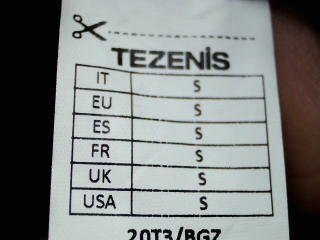 TEZENIS
IT S
EU S
ES S
FR S
UK S
USA S
20T3/BGZ